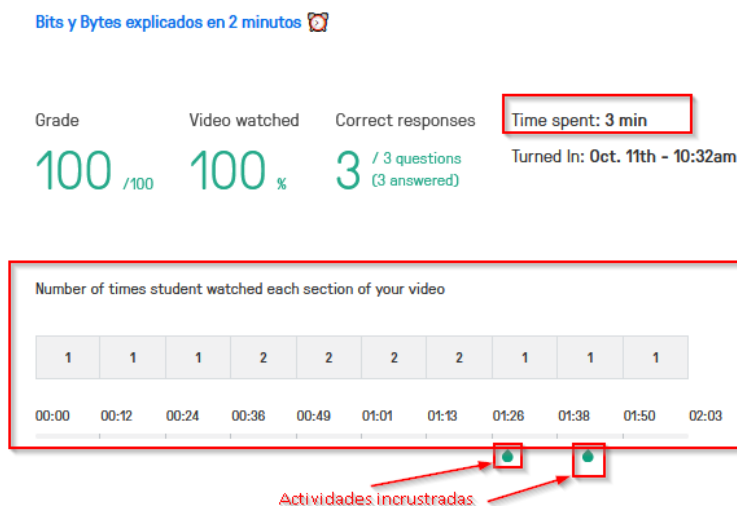 Bits y Bytes explicados en 2 minutos ⏰
Grade
100 /100
Video watched
100 %
Correct responses
3 / 3 questions
(3 answered)
Time spent: 3 min
Turned In: Oct. 11th - 10:32am
Number of times student watched each section of your video
1 1 1 2 2 2 2 1 1 1
00:00 00:12 00:24 00:36 00:49 01:01 01:13 01:26 01:38 01:50 02:03
Actividades incrustradas